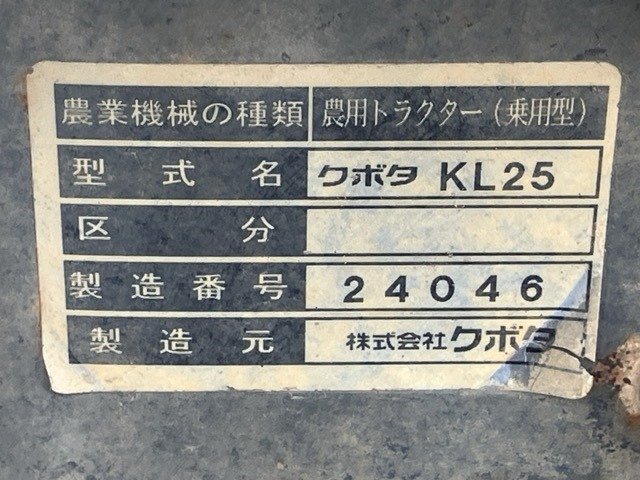 農業機械の種類 農用トラクター(乗用型)
型式名 クボタ KL25
区分
製造番号 24046
製造元 株式会社クボタ